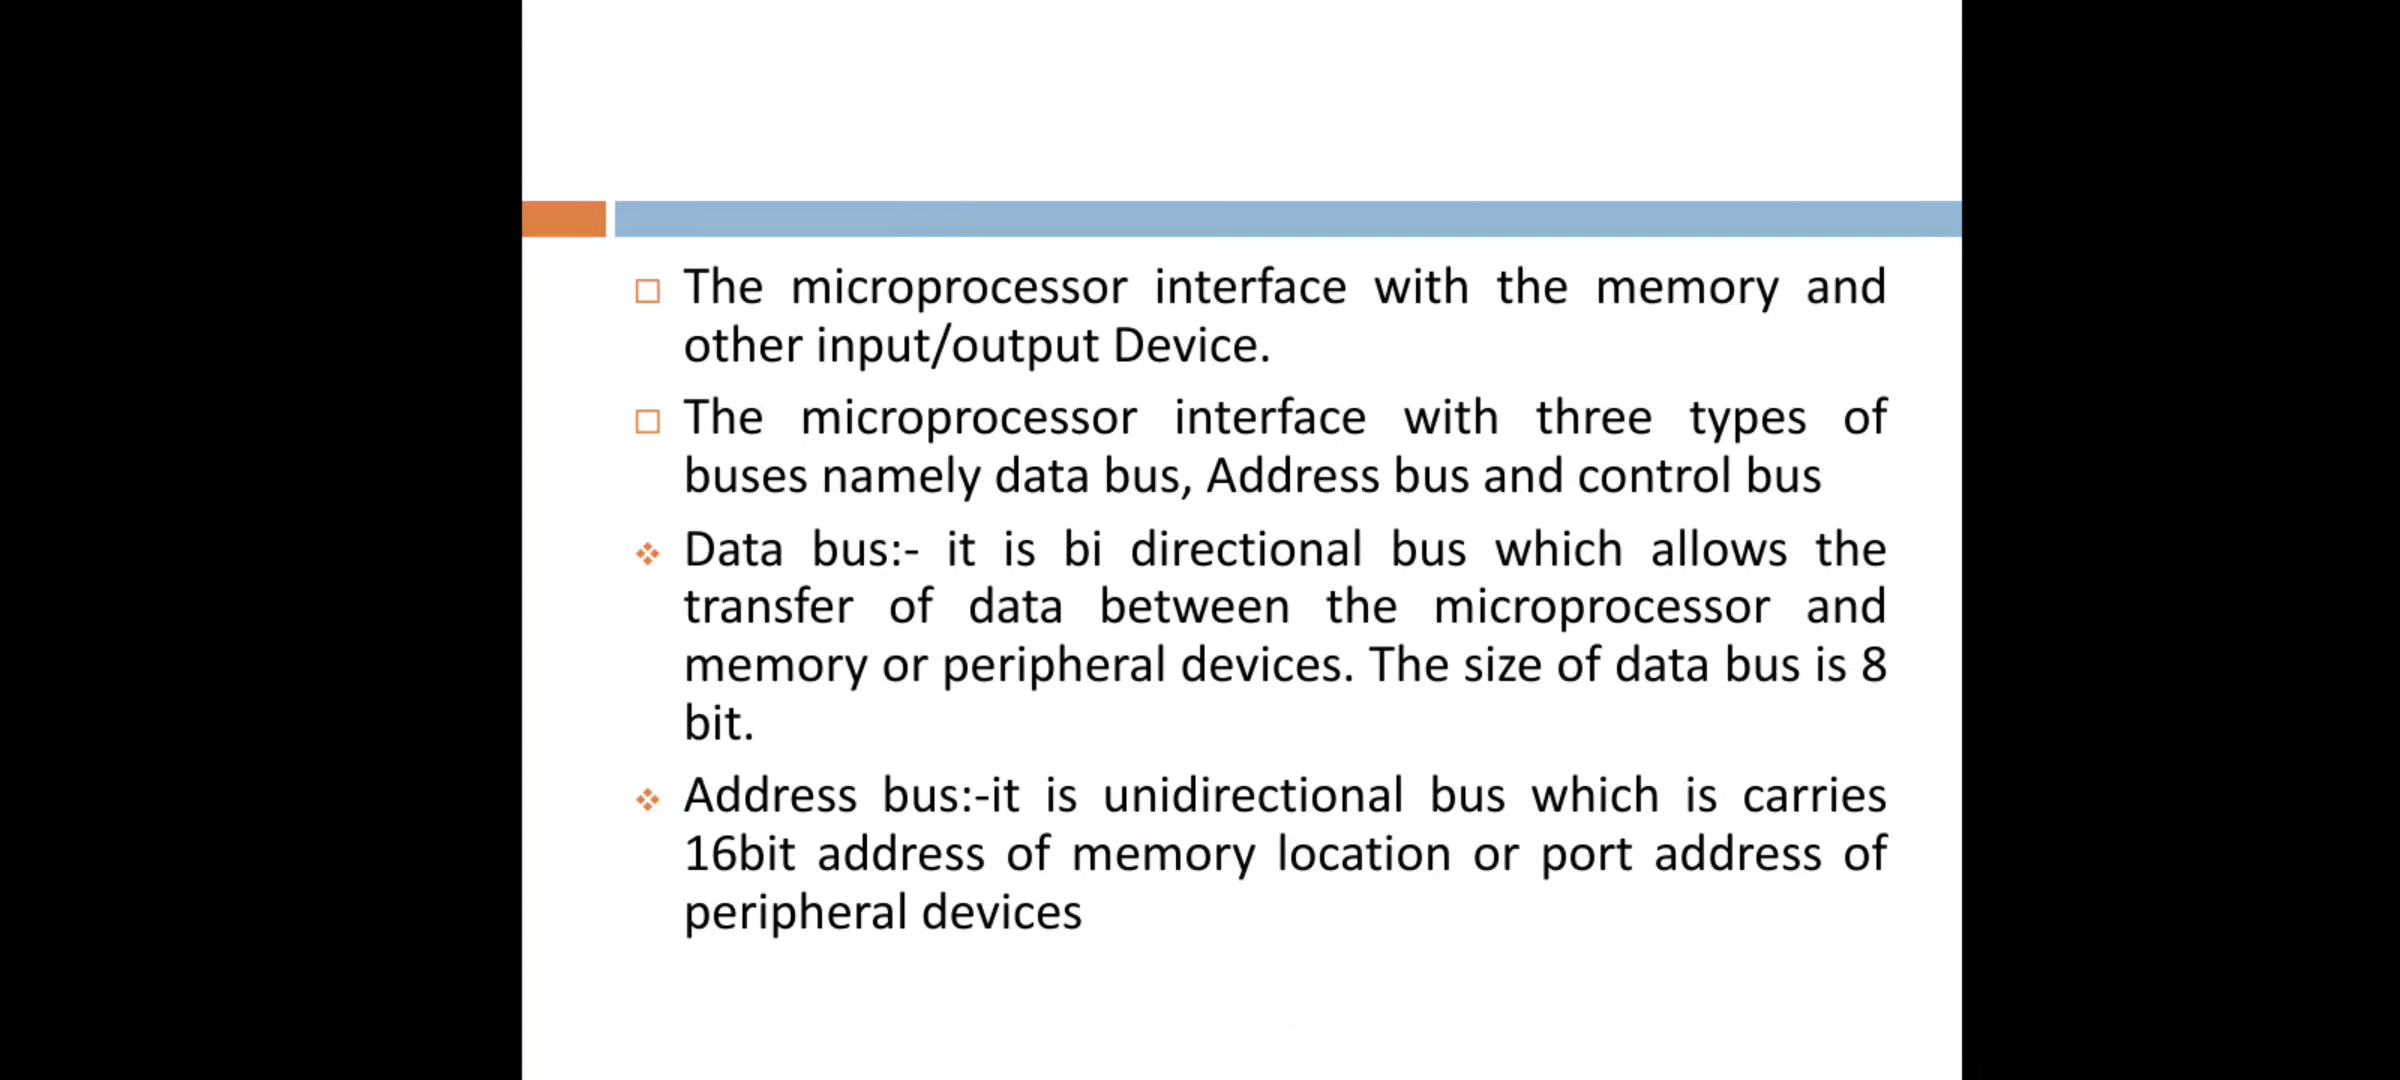 The microprocessor interface with the memory and
other input/output Device.
The microprocessor interface with three types of
buses namely data bus, Address bus and control bus
Data bus:- it is bi directional bus which allows the
transfer of data between the microprocessor and
memory or peripheral devices. The size of data bus is 8
bit.
Address bus:-it is unidirectional bus which is carries
16bit address of memory location or port address of
peripheral devices